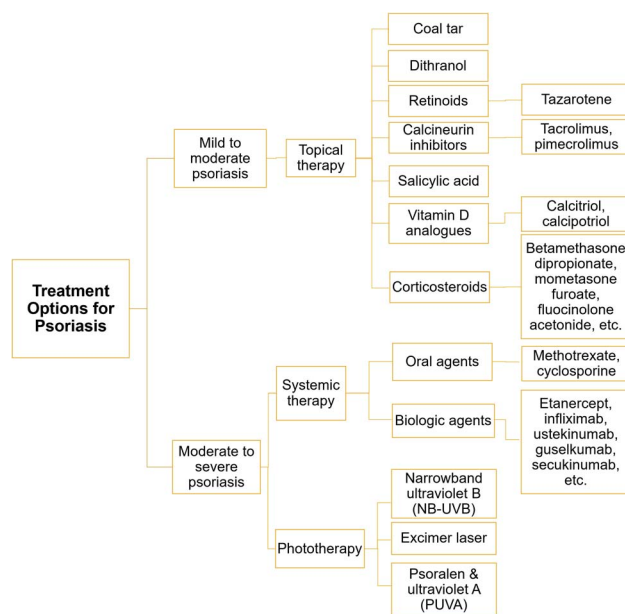 Treatment
Options for
Psoriasis
Mild to
moderate
psoriasis
Topical
therapy
Coal tar
Dithranol
Retinoids
Tazarotene
Calcineurin
inhibitors
Tacrolimus,
pimecrolimus
Salicylic acid
Vitamin D
analogues
Calcitriol,
calcipotriol
Corticosteroids
Betamethasone
dipropionate,
mometasone
furoate,
fluocinolone
acetonide, etc.
Moderate to
severe
psoriasis
Systemic
therapy
Oral agents
Methotrexate,
cyclosporine
Biologic agents
Etanercept,
infliximab,
ustekinumab,
guselkumab,
secukinumab,
etc.
Phototherapy
Narrowband
ultraviolet B
(NB-UVB)
Excimer laser
Psoralen &
ultraviolet A
(PUVA)